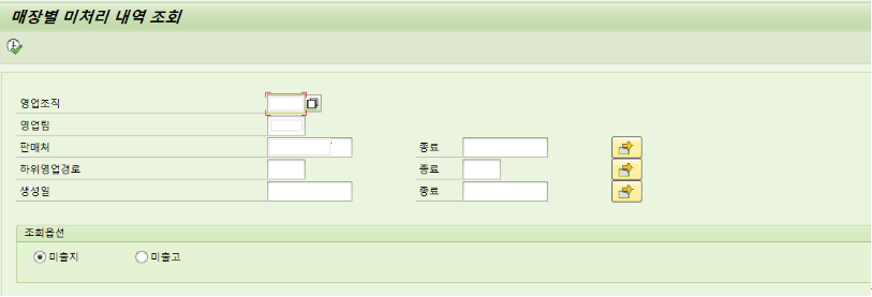 매장별 미처리 내역 조회
영업조직
영업팀
판매처 종료
하위영업경로 종료
생성일 종료
조회옵션
미출지 미출고